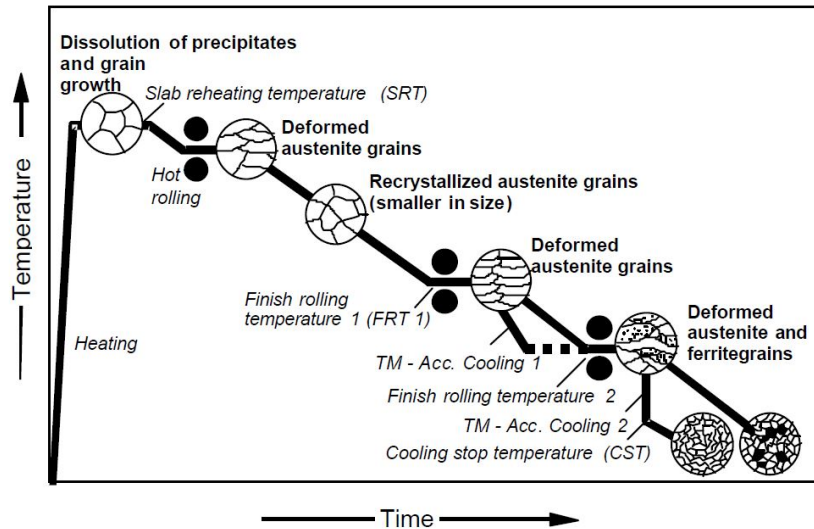 Dissolution of precipitates
and grain
growth
Slab reheating temperature (SRT)
Deformed
austenite grains
Hot
rolling
Recrystallized austenite grains
(smaller in size)
Deformed
austenite grains
Finish rolling
temperature 1 (FRT 1)
Heating
Deformed
austenite and
ferritegrains
TM - Acc. Cooling 1
Finish rolling temperature 2
TM - Acc. Cooling 2
Cooling stop temperature (CST)
Temperature
Time